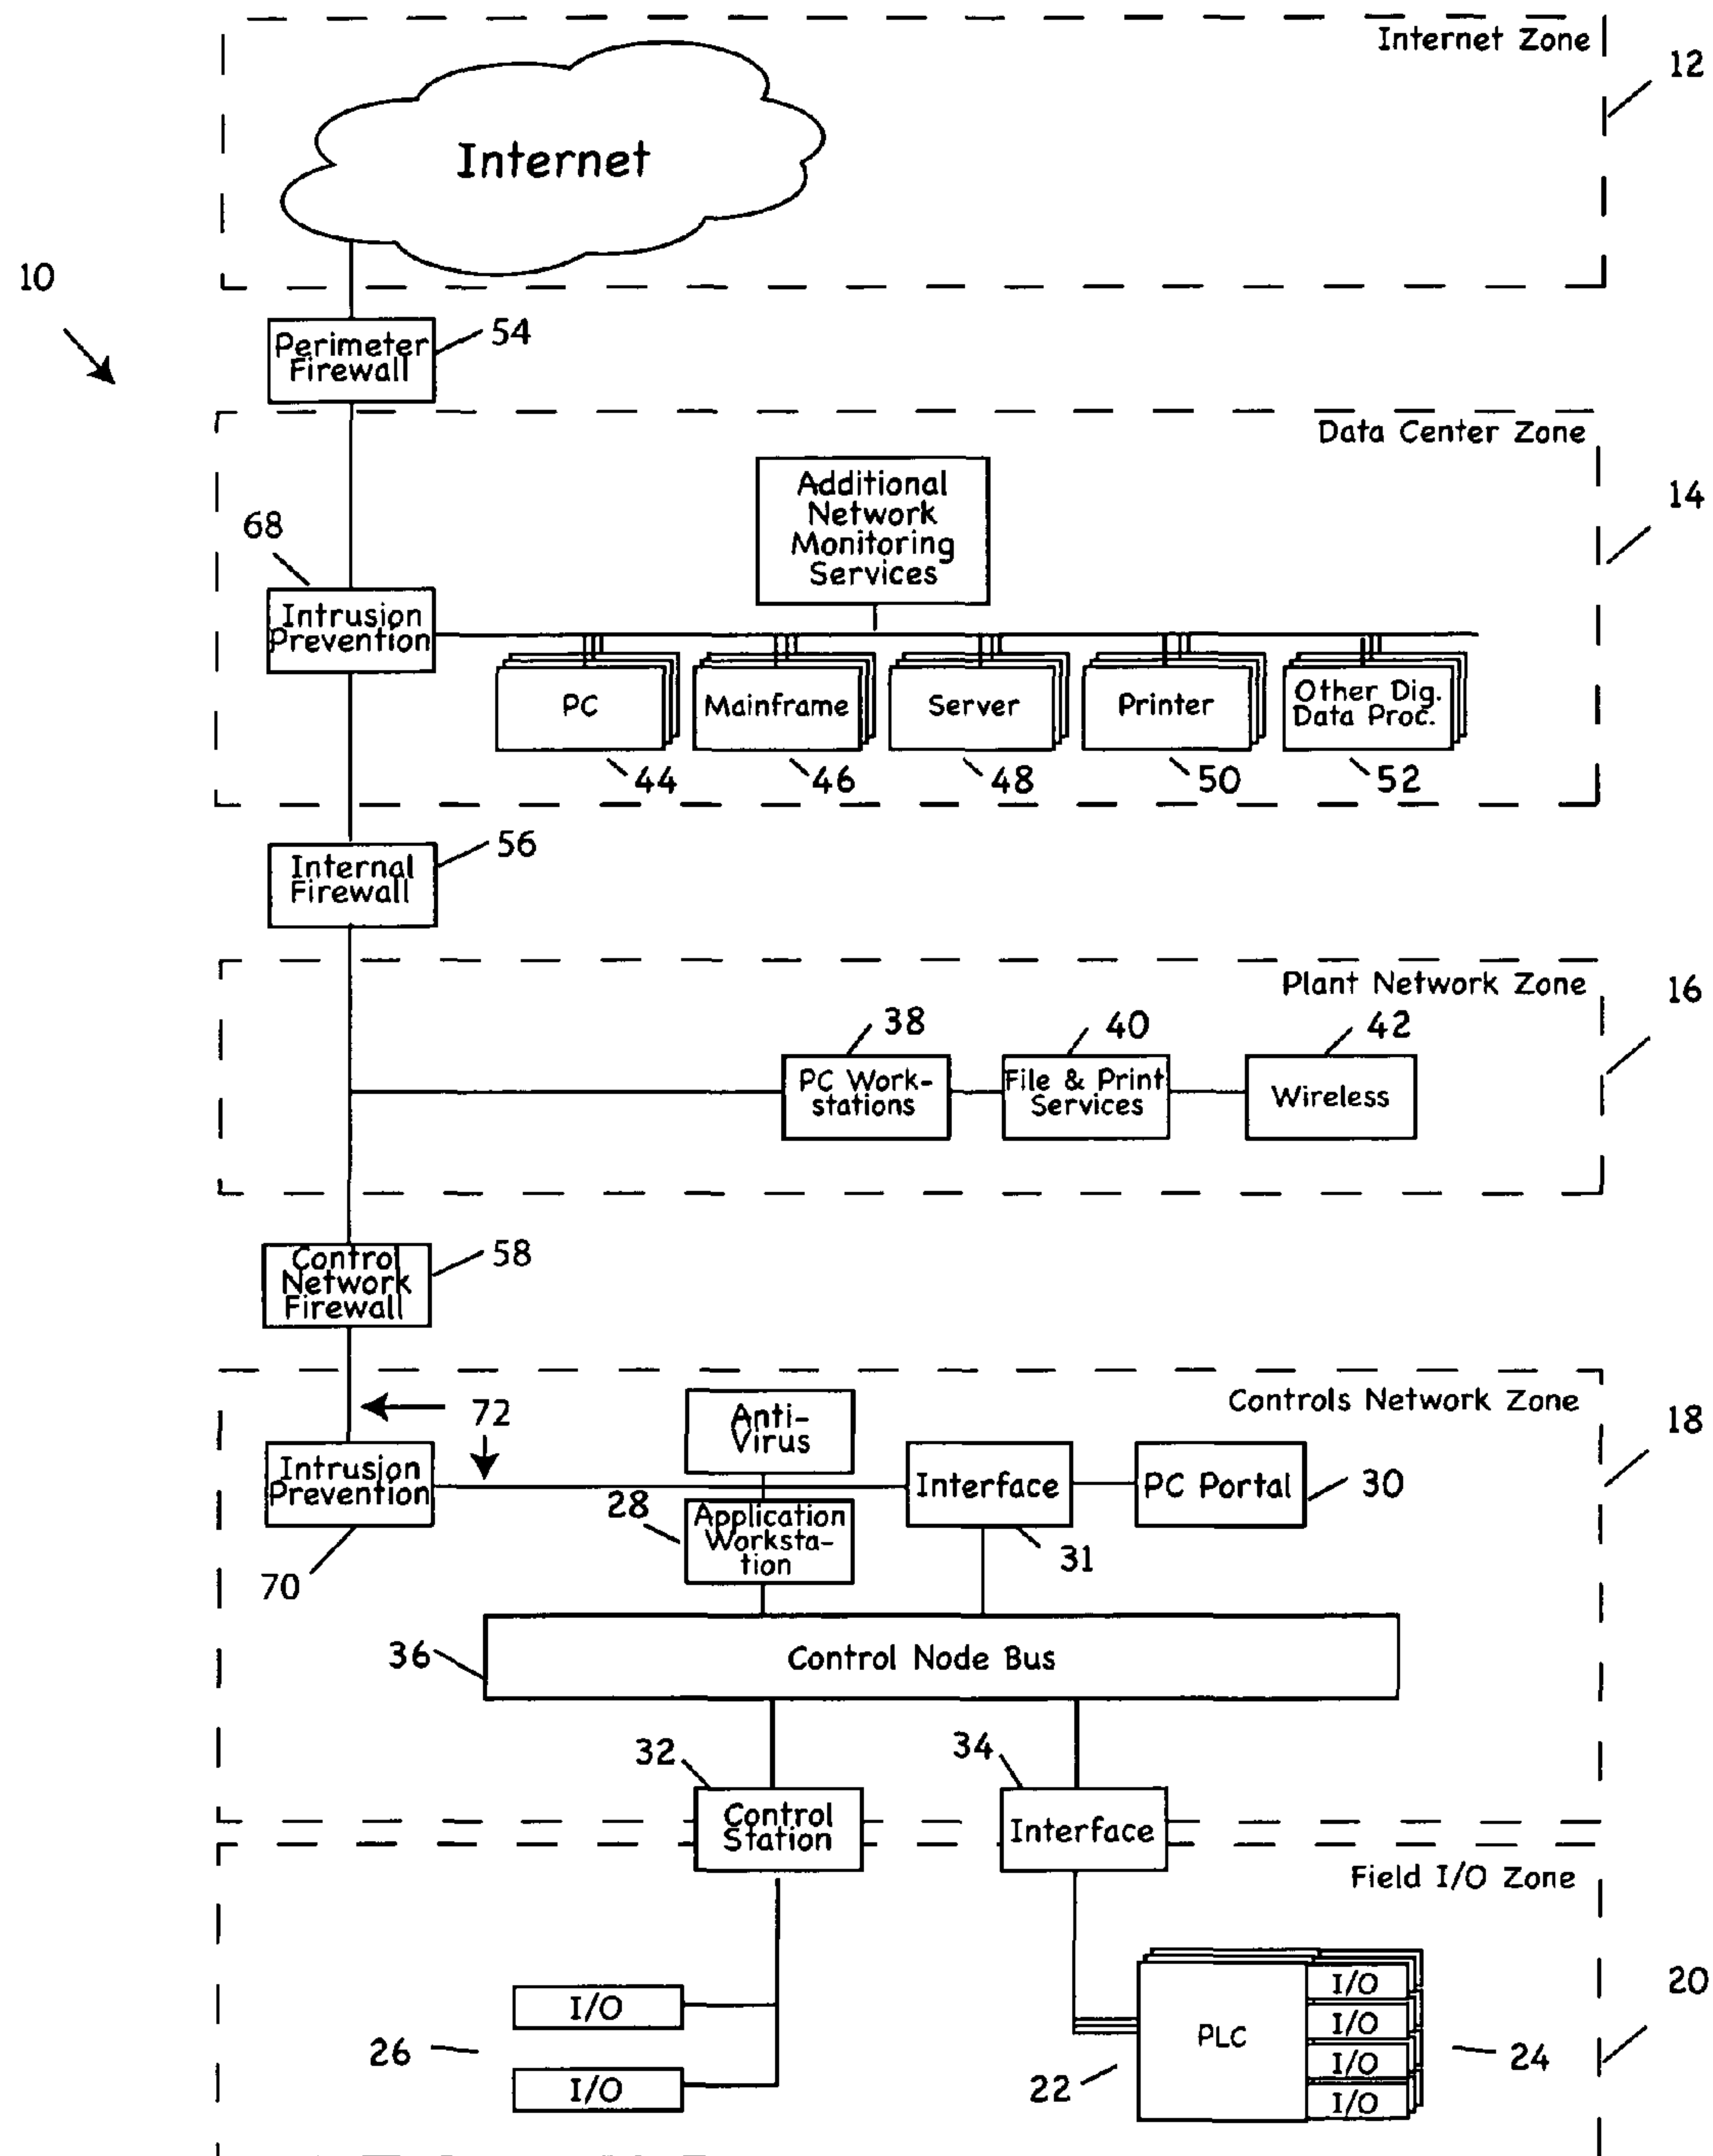 Internet Zone
12
Internet
10
Perimeter
Firewall
54
Data Center Zone
14
Additional
Network
Monitoring
Services
68
Intrusion
Prevention
PC
Mainframe
Server
Printer
Other Dig.
Data Proc.
44
46
48
50
52
Internal
Firewall
56
Plant Network Zone
16
38
40
42
PC Work-
stations
File & Print
Services
Wireless
Control
Network
Firewall
58
Controls Network Zone
18
72
Anti-
Virus
Intrusion
Prevention
Interface
PC Portal
30
28
Application
Worksta-
tion
31
70
36
Control Node Bus
32
34
Control
Station
Interface
Field I/O Zone
20
I/O
I/O
26
PLC
I/O
I/O
I/O
I/O
22
24